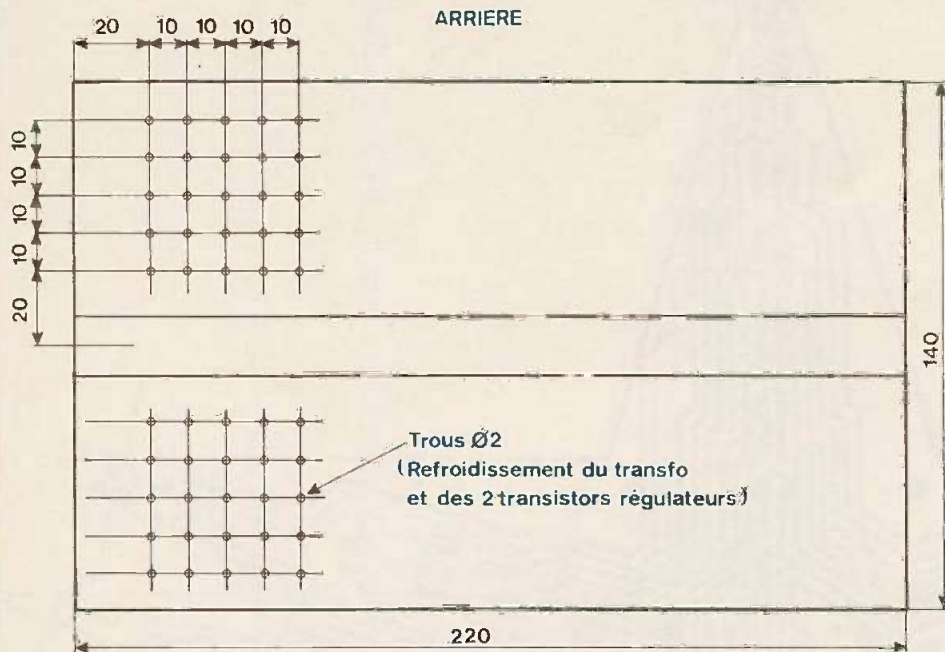 ARRIERE
20 10 10 10 10
10
10
10
10
20
140
Trous Ø2
(Refroidissement du transfo
et des 2 transistors régulateurs)
220